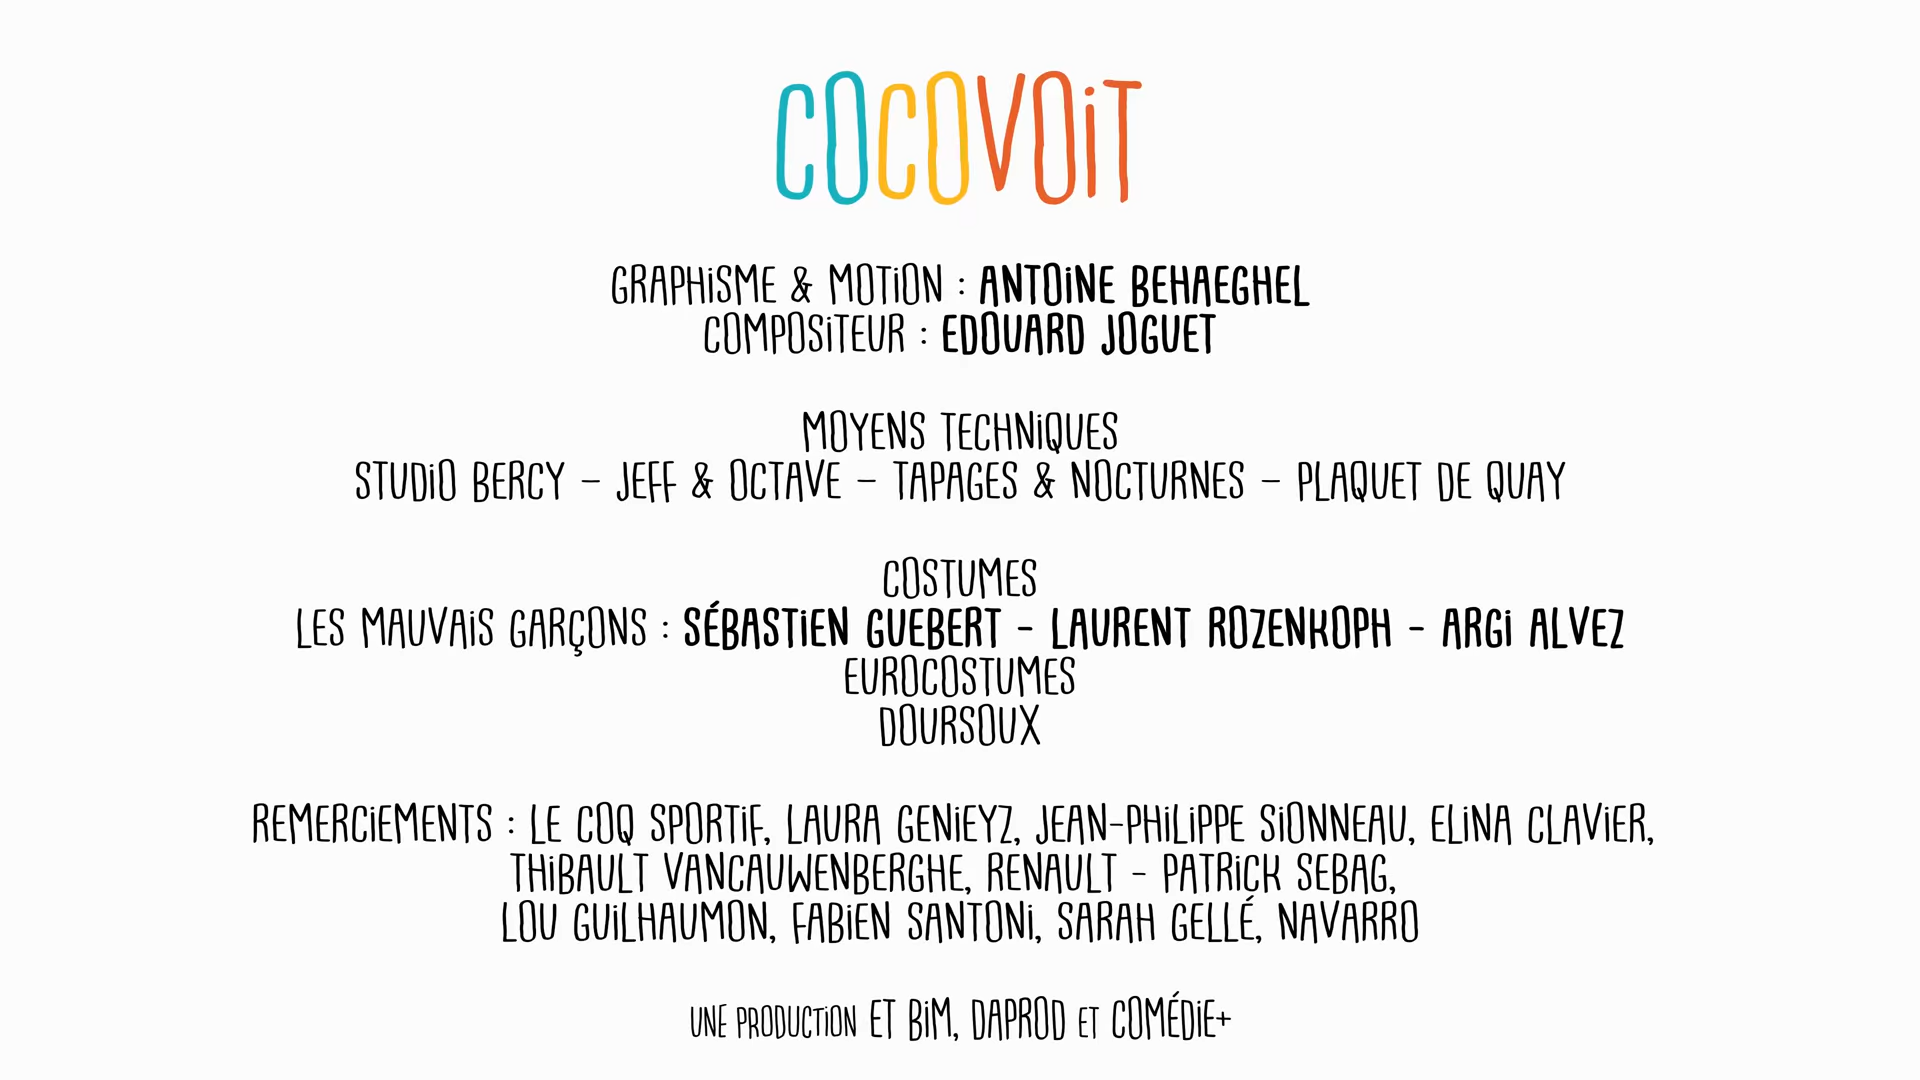 COCOVOIT
GRAPHISME & MOTION : ANTOINE BEHAEGHEL
COMPOSITEUR : EDOUARD JOGUET
MOYENS TECHNIQUES
STUDIO BERCY – JEFF & OCTAVE – TAPAGES & NOCTURNES – PLAQUET DE QUAY
COSTUMES
LES MAUVAIS GARÇONS : SÉBASTIEN GUEBERT - LAURENT ROZENKOPH - ARGI ALVEZ
EUROCOSTUMES
DOURSOUX
REMERCIEMENTS : LE COQ SPORTIF, LAURA GENIEYZ, JEAN-PHILIPPE SIONNEAU, ELINA CLAVIER,
THIBAULT VANCAUWENBERGHE, RENAULT - PATRICK SEBAG,
LOU GUILHAUMON, FABIEN SANTONI, SARAH GELLÉ, NAVARRO
UNE PRODUCTION ET BIM, DAPROD ET COMÉDIE+